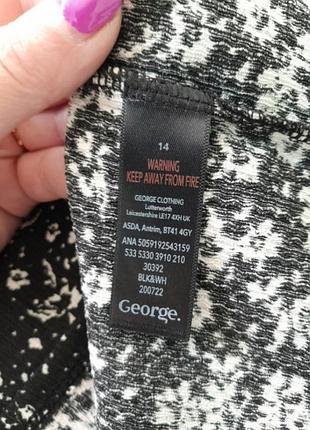 14
WARNING
KEEP AWAY FROM FIRE
GEORGE CLOTHING
Lutterworth
Leicestershire LE17 4XH UK
ASDA, Antrim, BT41 4GY
ANA 5059192543159
533 5330 3910 210
30392
BLK&WH
200722
George.